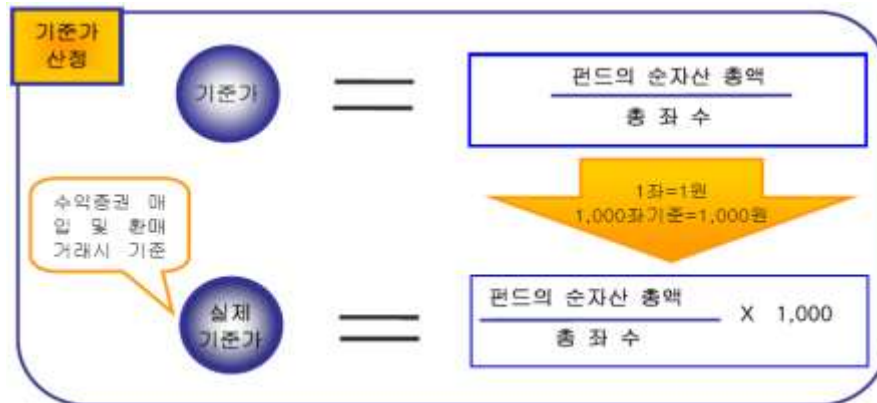 기준가
산정
기준가
펀드의 순자산 총액
총 좌 수
1좌=1원
1,000좌기준=1,000원
수익증권 매
입 및 환매
거래시 기준
실제
기준가
펀드의 순자산 총액
총 좌 수
X 1,000